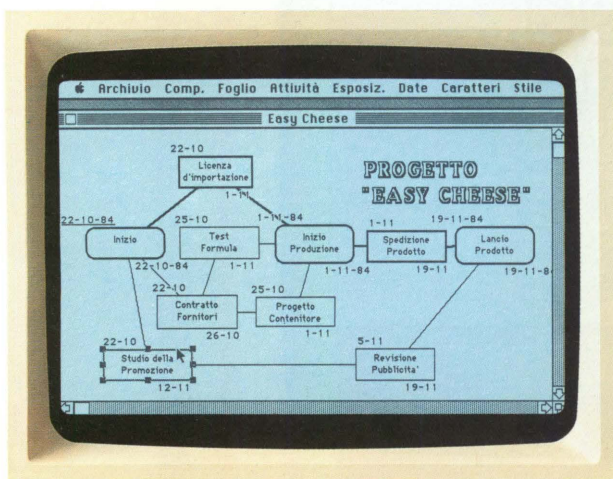 Archivio Comp. Foglio Attività Esposiz. Date Caratteri Stile
Easy Cheese
PROGETTO
"EASY CHEESE"
22-10
Licenza
d'importazione
1-11
22-10-84
Inizio
22-10-84
25-10
Test
Formula
1-11
1-11-84
Inizio
Produzione
1-11-84
1-11
Spedizione
Prodotto
19-11
19-11-84
Lancio
Prodotto
19-11-84
22-10
Contratto
Fornitori
26-10
25-10
Progetto
Contenitore
1-11
22-10
Studio della
Promozione
12-11
5-11
Revisione
Pubblicita'
19-11